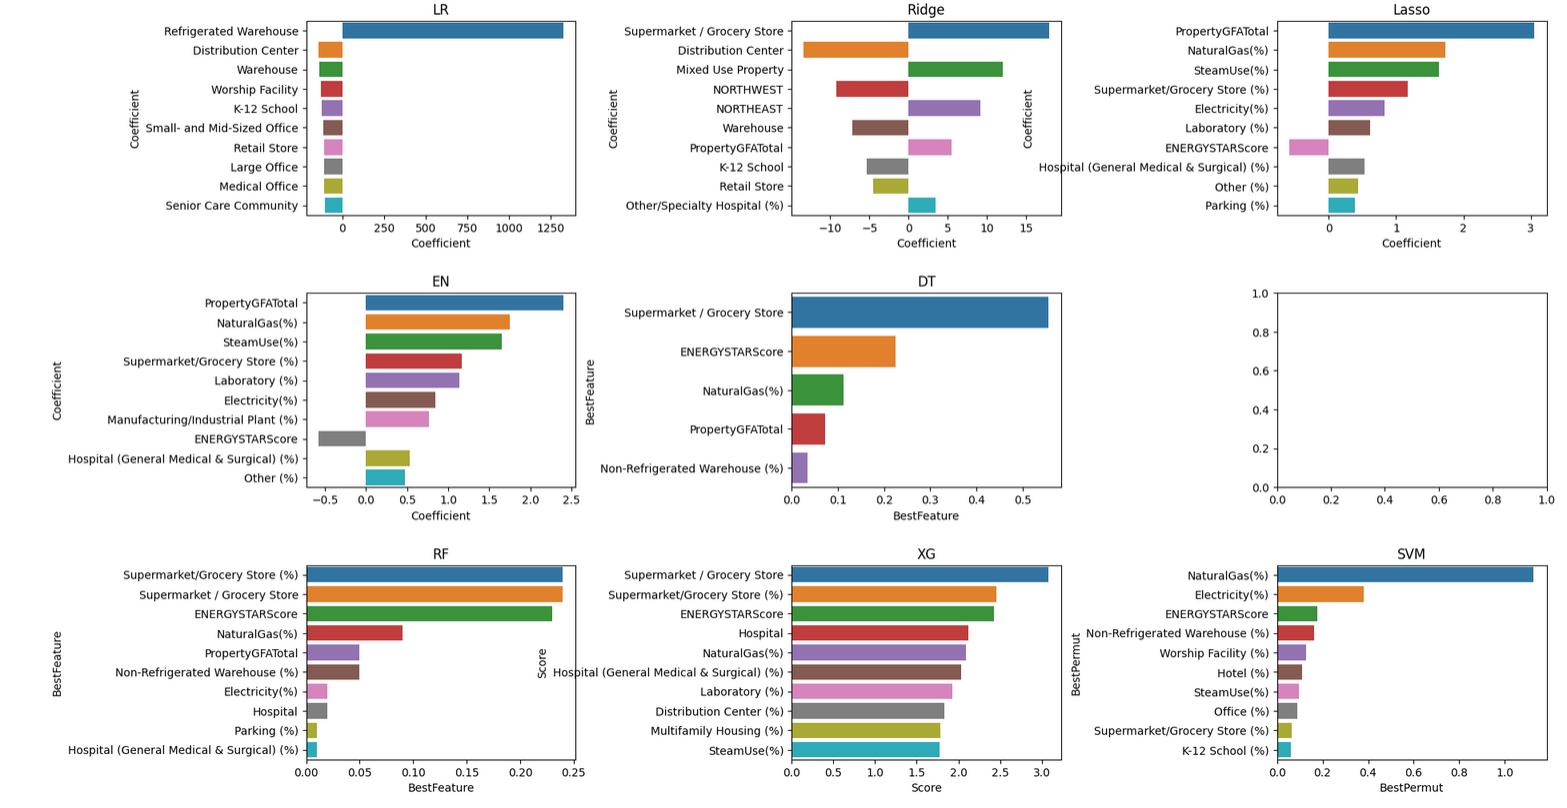 LR
Refrigerated Warehouse
Distribution Center
Warehouse
Worship Facility
K-12 School
Small- and Mid-Sized Office
Retail Store
Large Office
Medical Office
Senior Care Community
Coefficient
0 250 500 750 1000 1250
Coefficient
Ridge
Supermarket / Grocery Store
Distribution Center
Mixed Use Property
NORTHWEST
NORTHEAST
Warehouse
PropertyGFATotal
K-12 School
Retail Store
Other/Specialty Hospital (%)
Coefficient
−10 −5 0 5 10 15
Coefficient
Lasso
PropertyGFATotal
NaturalGas(%)
SteamUse(%)
Supermarket/Grocery Store (%)
Electricity(%)
Laboratory (%)
ENERGYSTARScore
Hospital (General Medical & Surgical) (%)
Other (%)
Parking (%)
Coefficient
0 1 2 3
Coefficient
EN
PropertyGFATotal
NaturalGas(%)
SteamUse(%)
Supermarket/Grocery Store (%)
Laboratory (%)
Electricity(%)
Manufacturing/Industrial Plant (%)
ENERGYSTARScore
Hospital (General Medical & Surgical) (%)
Other (%)
Coefficient
−0.5 0.0 0.5 1.0 1.5 2.0 2.5
Coefficient
DT
Supermarket / Grocery Store
ENERGYSTARScore
NaturalGas(%)
PropertyGFATotal
Non-Refrigerated Warehouse (%)
BestFeature
0.0 0.1 0.2 0.3 0.4 0.5
BestFeature
1.0
0.8
0.6
0.4
0.2
0.0
0.0 0.2 0.4 0.6 0.8 1.0
RF
Supermarket/Grocery Store (%)
Supermarket / Grocery Store
ENERGYSTARScore
NaturalGas(%)
PropertyGFATotal
Non-Refrigerated Warehouse (%)
Electricity(%)
Hospital
Parking (%)
Hospital (General Medical & Surgical) (%)
BestFeature
0.00 0.05 0.10 0.15 0.20 0.25
BestFeature
XG
Supermarket / Grocery Store
Supermarket/Grocery Store (%)
ENERGYSTARScore
Hospital
NaturalGas(%)
Hospital (General Medical & Surgical) (%)
Laboratory (%)
Distribution Center (%)
Multifamily Housing (%)
SteamUse(%)
Score
0.0 0.5 1.0 1.5 2.0 2.5 3.0
Score
SVM
NaturalGas(%)
Electricity(%)
ENERGYSTARScore
Non-Refrigerated Warehouse (%)
Worship Facility (%)
Hotel (%)
SteamUse(%)
Office (%)
Supermarket/Grocery Store (%)
K-12 School (%)
BestPermut
0.0 0.2 0.4 0.6 0.8 1.0
BestPermut